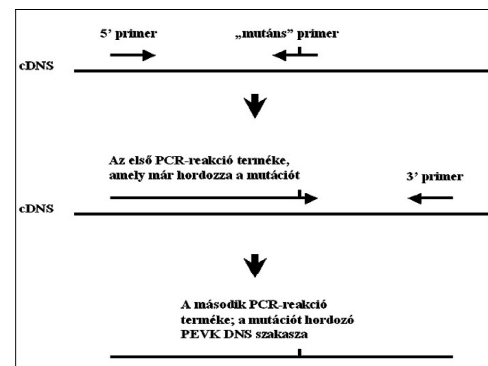 5’ primer „mutáns” primer
cDNS
Az első PCR-reakció terméke,
amely már hordozza a mutációt
3’ primer
cDNS
A második PCR-reakció
terméke; a mutációt hordozó
PEVK DNS szakasza